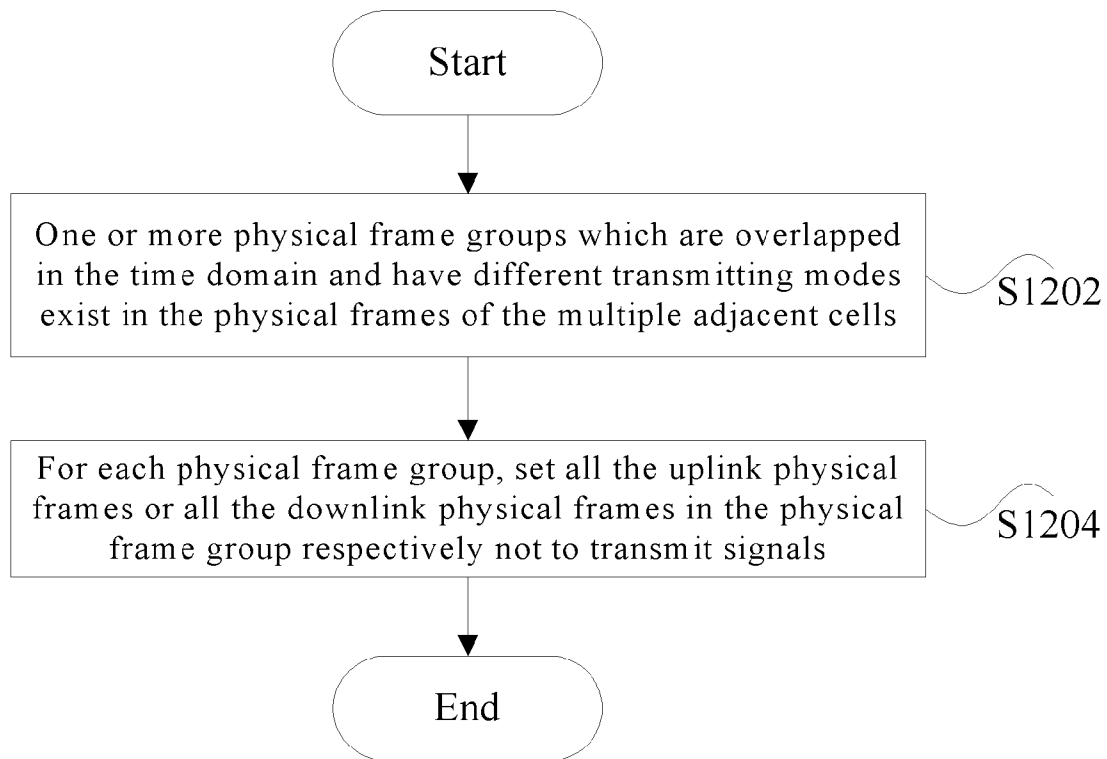 Start
One or more physical frame groups which are overlapped
in the time domain and have different transmitting modes
exist in the physical frames of the multiple adjacent cells
S1202
For each physical frame group, set all the uplink physical
frames or all the downlink physical frames in the physical
frame group respectively not to transmit signals
S1204
End